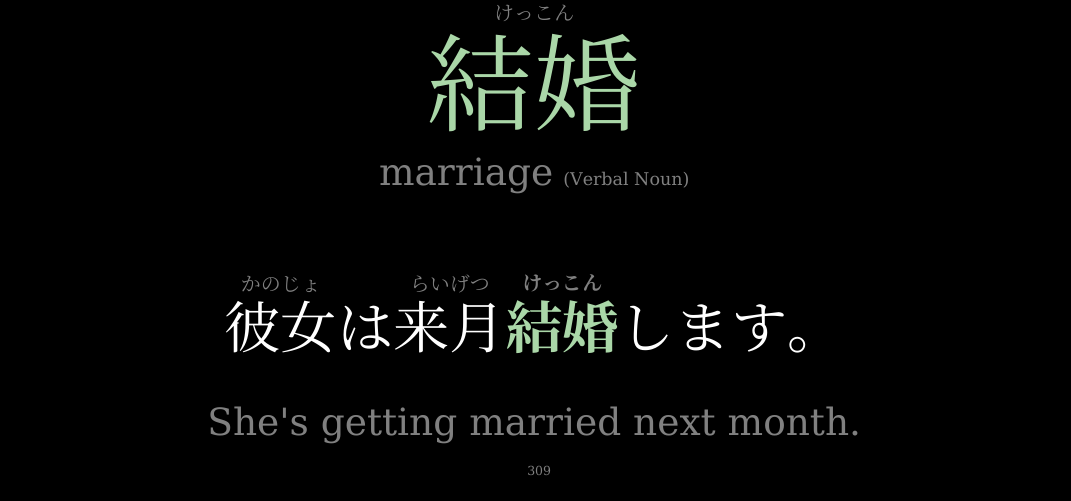 けっこん
結婚
marriage (Verbal Noun)
かのじょ らいげつ けっこん
彼女は来月結婚します。
She's getting married next month.
309